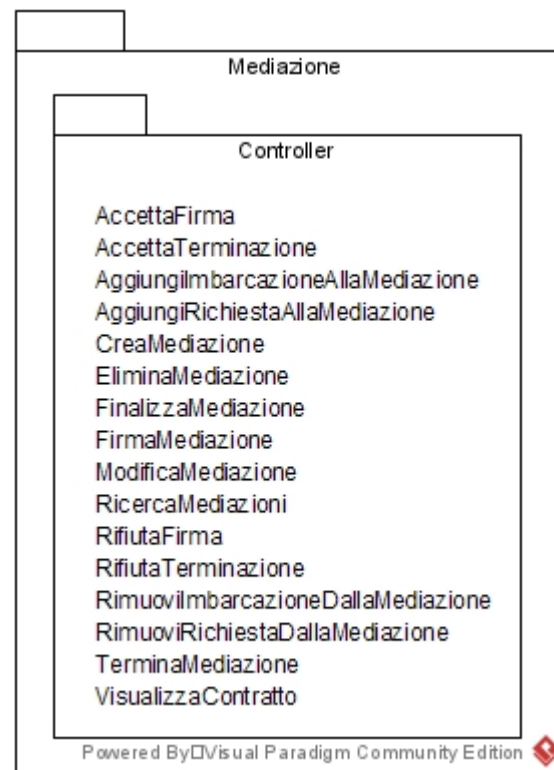 Mediazione
Controller
AccettaFirma
AccettaTerminazione
AggiungiImbarcazioneAllaMediazione
AggiungiRichiestaAllaMediazione
CreaMediazione
EliminaMediazione
FinalizzaMediazione
FirmaMediazione
ModificaMediazione
RicercaMediazioni
RifiutaFirma
RifiutaTerminazione
RimuoviImbarcazioneDallaMediazione
RimuoviRichiestaDallaMediazione
TerminaMediazione
VisualizzaContratto
Powered By□Visual Paradigm Community Edition